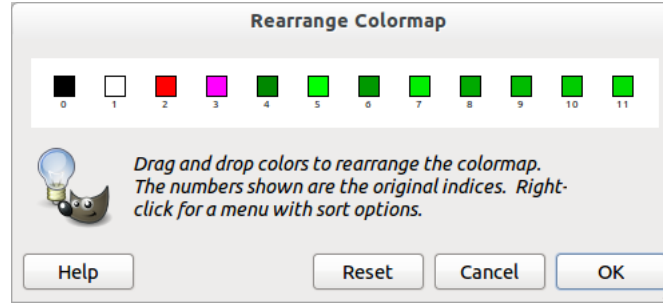 Rearrange Colormap
0 1 2 3 4 5 6 7 8 9 10 11
Drag and drop colors to rearrange the colormap.
The numbers shown are the original indices. Right-
click for a menu with sort options.
Help Reset Cancel OK